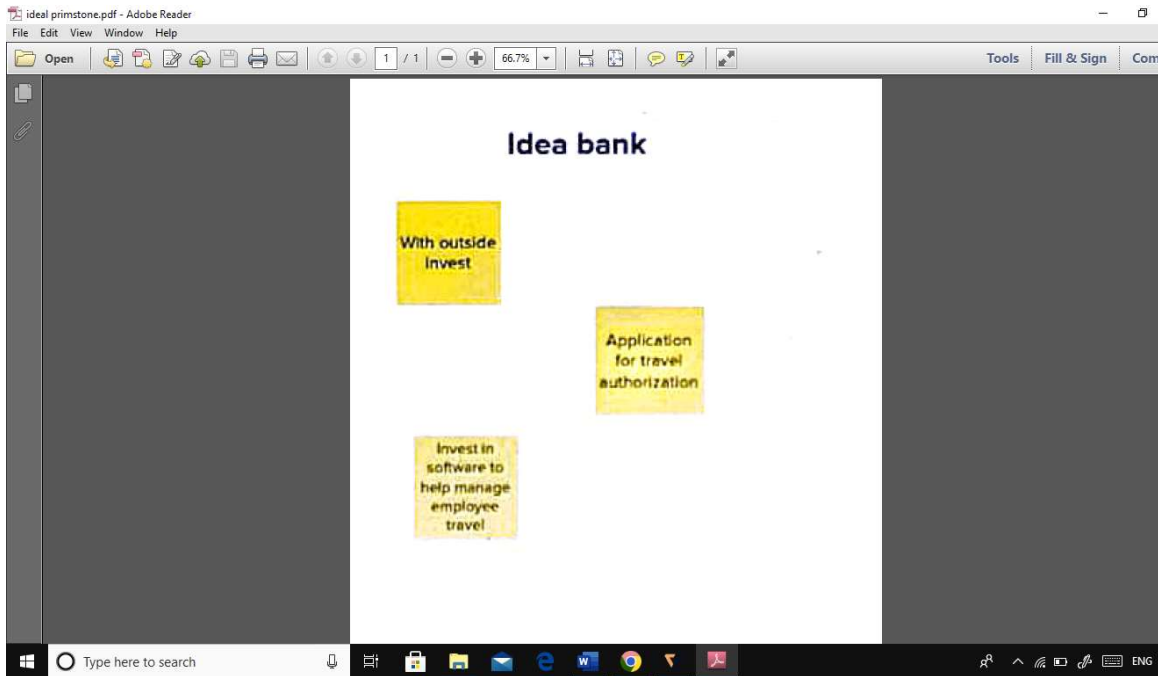 ideal primstone.pdf - Adobe Reader
File Edit View Window Help
Open 1 / 1 66.7% Tools Fill & Sign Com
Idea bank
With outside
Invest
Application
for travel
authorization
Invest in
software to
help manage
employee
travel
Type here to search
ENG